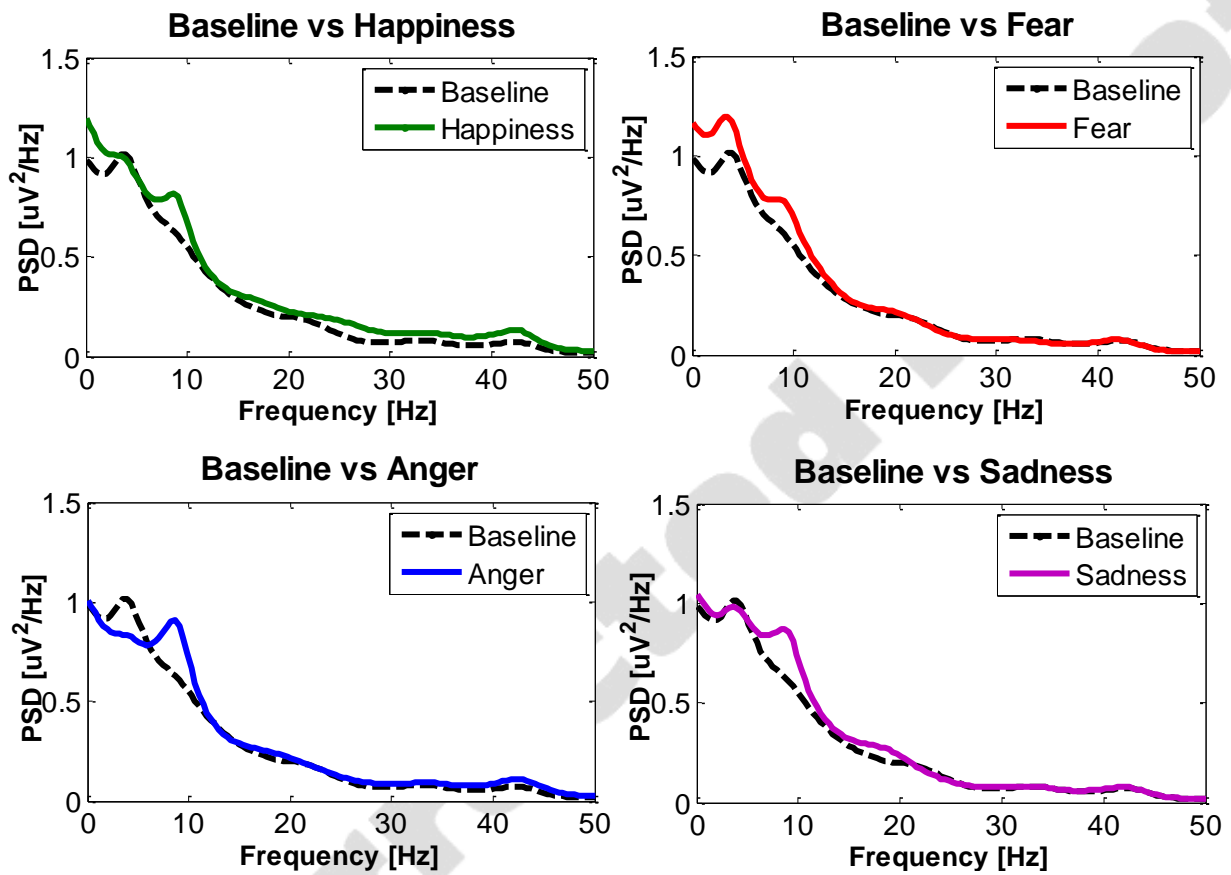 Baseline vs Happiness
1.5
1
0.5
0
PSD [uV²/Hz]
Baseline
Happiness
0 10 20 30 40 50
Frequency [Hz]
Baseline vs Fear
1.5
1
0.5
0
PSD [uV²/Hz]
Baseline
Fear
0 10 20 30 40 50
Frequency [Hz]
Baseline vs Anger
1.5
1
0.5
0
PSD [uV²/Hz]
Baseline
Anger
0 10 20 30 40 50
Frequency [Hz]
Baseline vs Sadness
1.5
1
0.5
0
PSD [uV²/Hz]
Baseline
Sadness
0 10 20 30 40 50
Frequency [Hz]